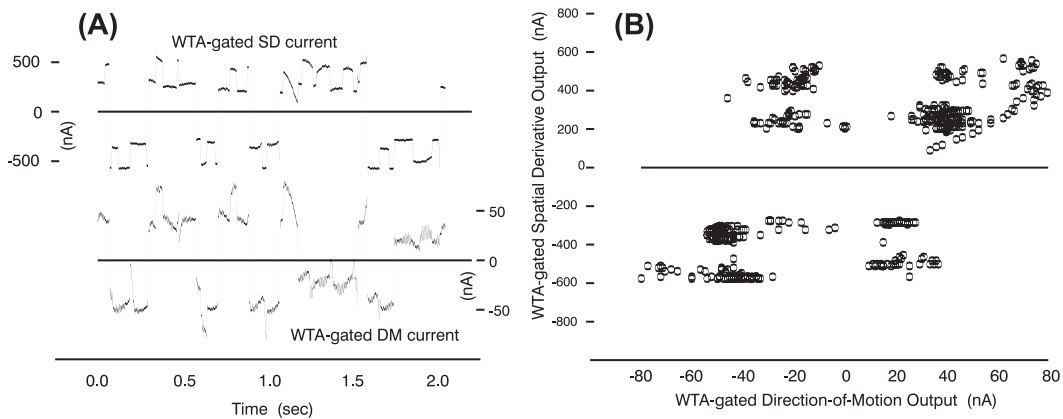 (A)
WTA-gated SD current
500
0
-500
(nA)
50
0
-50
(nA)
WTA-gated DM current
0.0 0.5 1.0 1.5 2.0
Time (sec)
(B)
WTA-gated Spatial Derivative Output (nA)
800
600
400
200
0
-200
-400
-600
-800
-80 -60 -40 -20 0 20 40 60 80
WTA-gated Direction-of-Motion Output (nA)